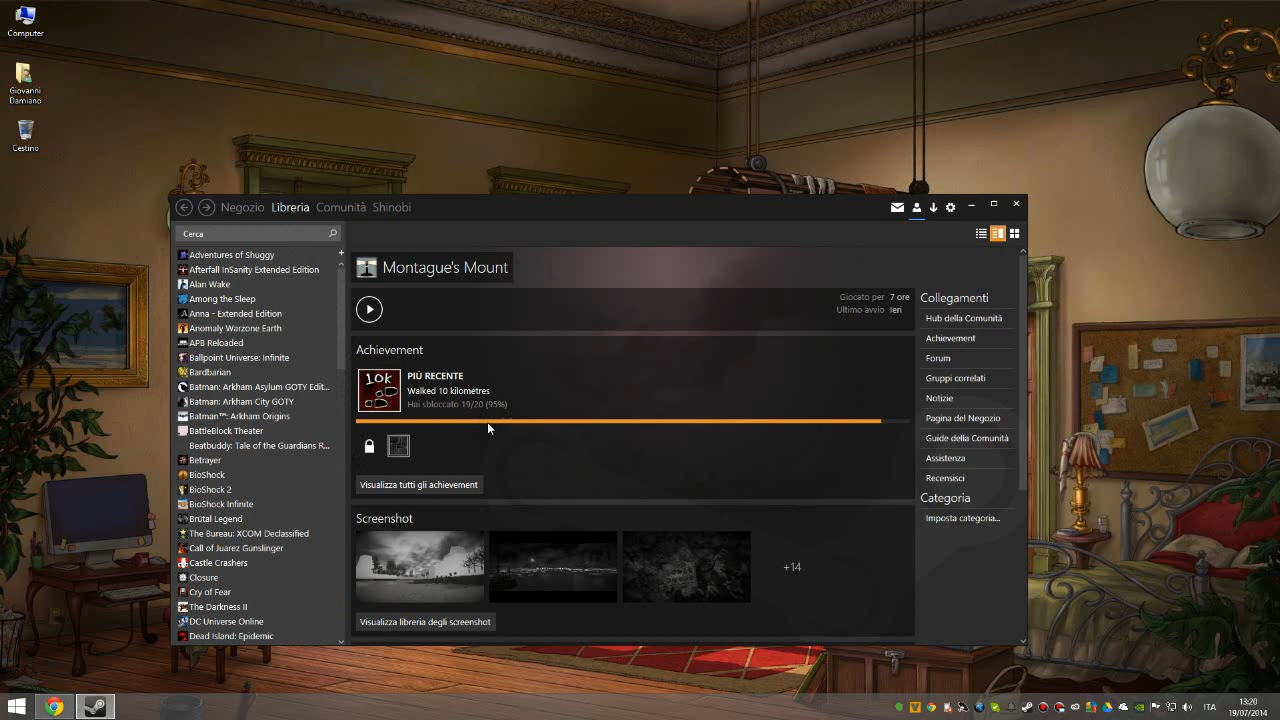 Computer
Giovanni
Damiano
Cestino
Negozio Libreria Comunità Shinobi
Cerca
Adventures of Shuggy
Afterfall InSanity Extended Edition
Alan Wake
Among the Sleep
Anna - Extended Edition
Anomaly Warzone Earth
APB Reloaded
Ballpoint Universe: Infinite
Bardbarian
Batman: Arkham Asylum GOTY Edit...
Batman: Arkham City GOTY
Batman™: Arkham Origins
BattleBlock Theater
Beatbuddy: Tale of the Guardians R...
Betrayer
BioShock
BioShock 2
BioShock Infinite
Brütal Legend
The Bureau: XCOM Declassified
Call of Juarez Gunslinger
Castle Crashers
Closure
Cry of Fear
The Darkness II
DC Universe Online
Dead Island: Epidemic
Montague's Mount
Giocato per 7 ore
Ultimo avvio Ieri
Achievement
10k
PIÙ RECENTE
Walked 10 kilometres
Hai sbloccato 19/20 (95%)
Visualizza tutti gli achievement
Screenshot
+14
Visualizza libreria degli screenshot
Collegamenti
Hub della Comunità
Achievement
Forum
Gruppi correlati
Notizie
Pagina del Negozio
Guide della Comunità
Assistenza
Recensisci
Categoria
Imposta categoria...
ITA
13:20
19/07/2014